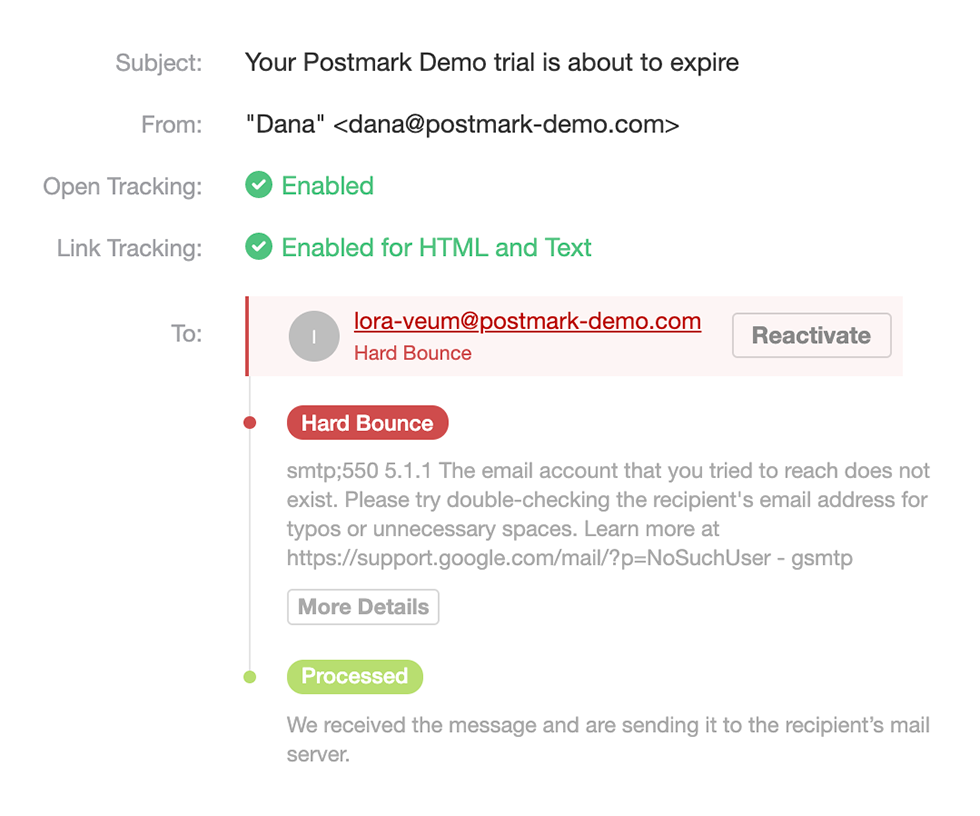 Subject: Your Postmark Demo trial is about to expire
From: "Dana" <dana@postmark-demo.com>
Open Tracking: Enabled
Link Tracking: Enabled for HTML and Text
To: l lora-veum@postmark-demo.com Reactivate
Hard Bounce
Hard Bounce
smtp;550 5.1.1 The email account that you tried to reach does not
exist. Please try double-checking the recipient's email address for
typos or unnecessary spaces. Learn more at
https://support.google.com/mail/?p=NoSuchUser - gsmtp
More Details
Processed
We received the message and are sending it to the recipient’s mail
server.